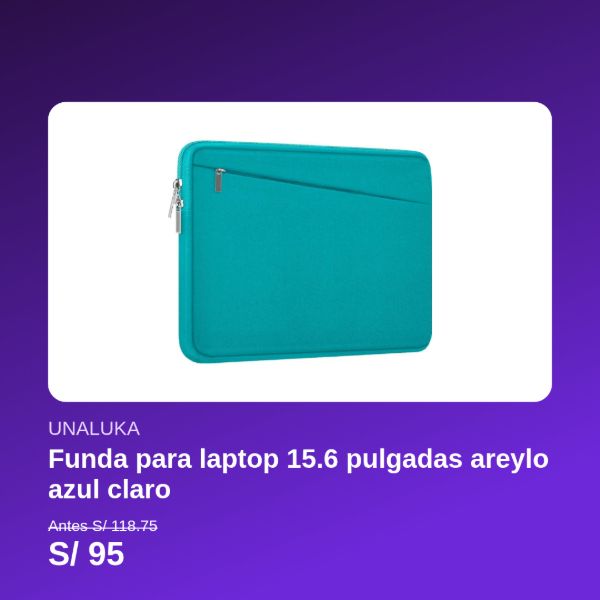 UNALUKA
Funda para laptop 15.6 pulgadas areylo
azul claro
Antes S/ 118.75
S/ 95